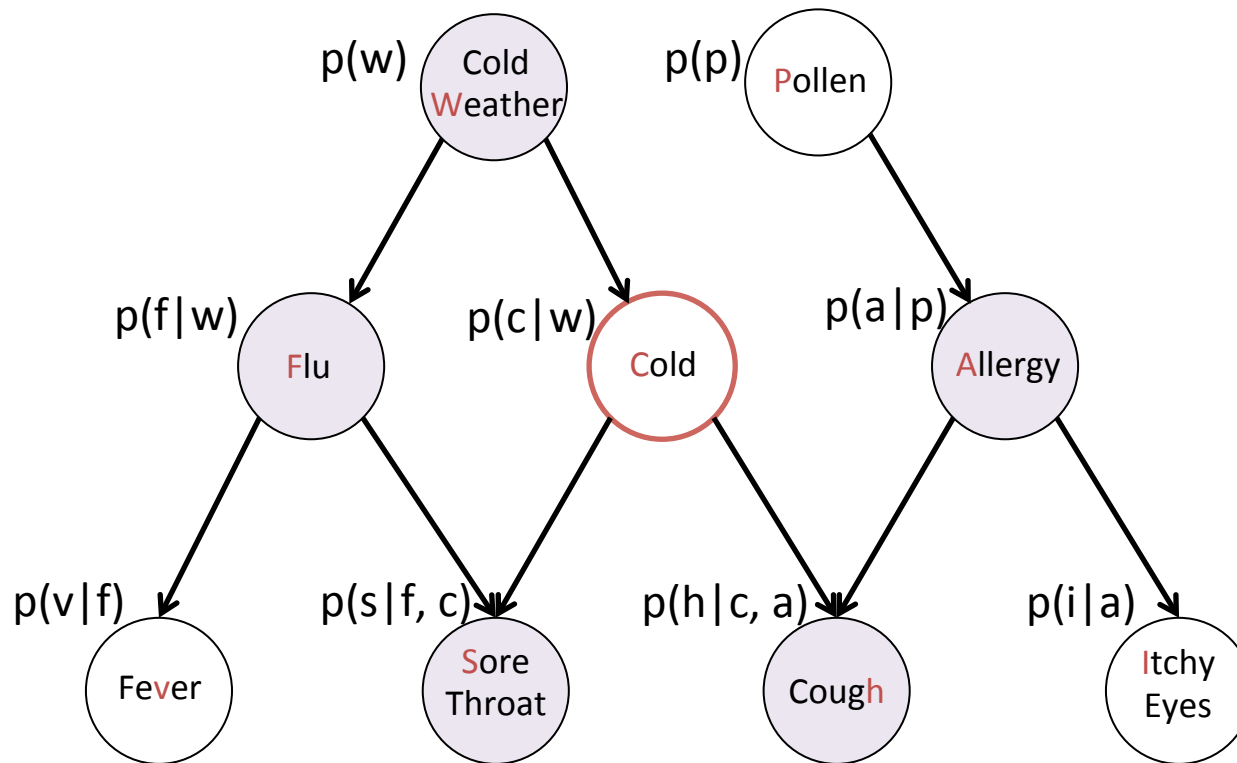 p(w)
Cold
Weather
p(p)
Pollen
p(f|w)
Flu
p(c|w)
Cold
p(a|p)
Allergy
p(v|f)
Fever
p(s|f, c)
Sore
Throat
p(h|c, a)
Cough
p(i|a)
Itchy
Eyes